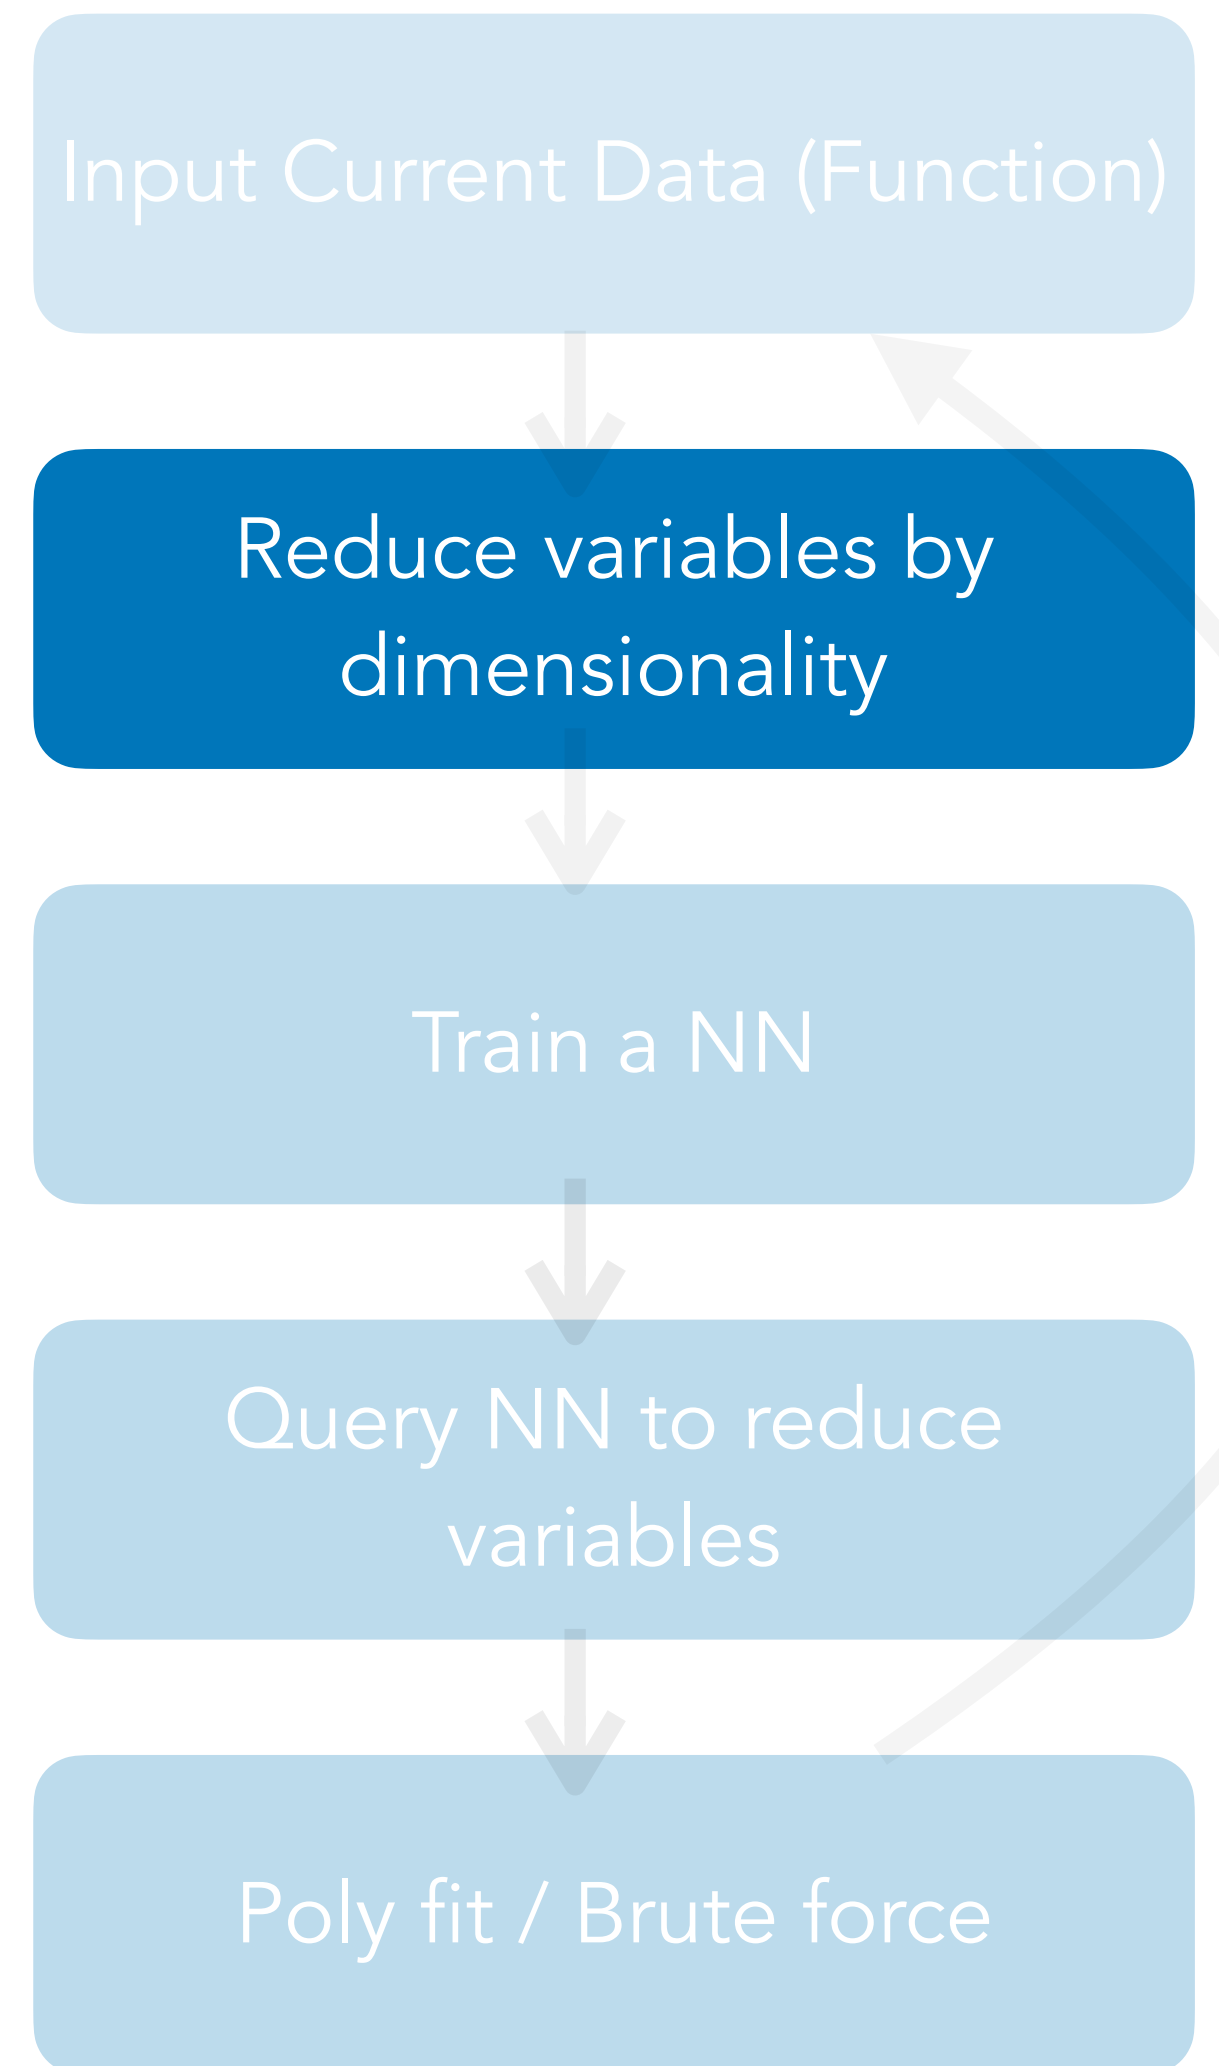 Input Current Data (Function)
Reduce variables by
dimensionality
Train a NN
Query NN to reduce
variables
Poly fit / Brute force